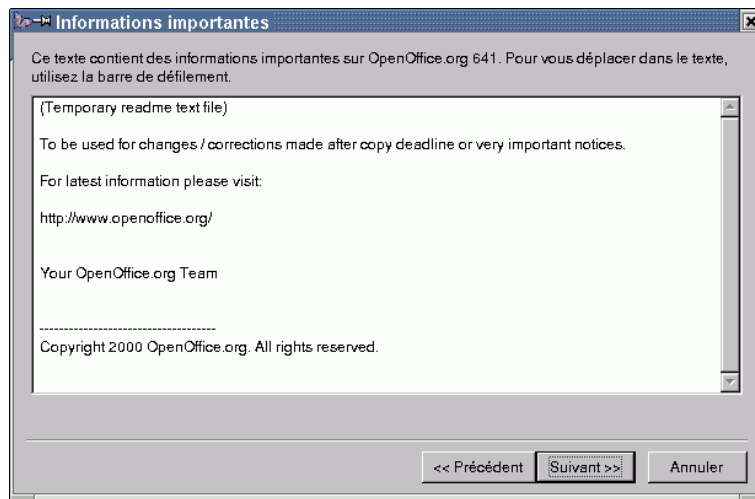 Informations importantes
Ce texte contient des informations importantes sur OpenOffice.org 641. Pour vous déplacer dans le texte,
utilisez la barre de défilement.
(Temporary readme text file)
To be used for changes / corrections made after copy deadline or very important notices.
For latest information please visit:
http://www.openoffice.org/
Your OpenOffice.org Team
------------------------------------
Copyright 2000 OpenOffice.org. All rights reserved.
<< Précédent
Suivant >>
Annuler